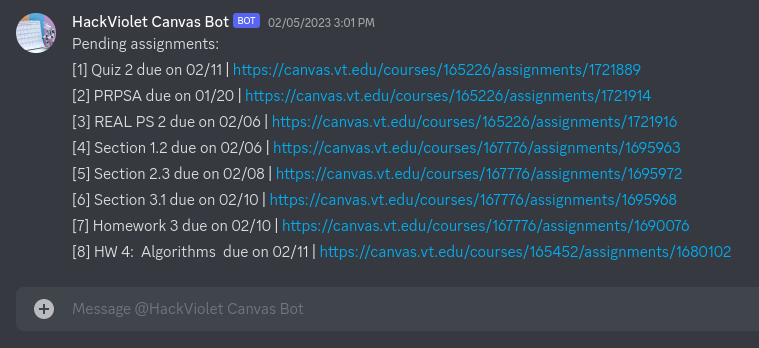 HackViolet Canvas Bot BOT 02/05/2023 3:01 PM
Pending assignments:
[1] Quiz 2 due on 02/11 | https://canvas.vt.edu/courses/165226/assignments/1721889
[2] PRPSA due on 01/20 | https://canvas.vt.edu/courses/165226/assignments/1721914
[3] REAL PS 2 due on 02/06 | https://canvas.vt.edu/courses/165226/assignments/1721916
[4] Section 1.2 due on 02/06 | https://canvas.vt.edu/courses/167776/assignments/1695963
[5] Section 2.3 due on 02/08 | https://canvas.vt.edu/courses/167776/assignments/1695972
[6] Section 3.1 due on 02/10 | https://canvas.vt.edu/courses/167776/assignments/1695968
[7] Homework 3 due on 02/10 | https://canvas.vt.edu/courses/167776/assignments/1690076
[8] HW 4:  Algorithms  due on 02/11 | https://canvas.vt.edu/courses/165452/assignments/1680102
Message @HackViolet Canvas Bot